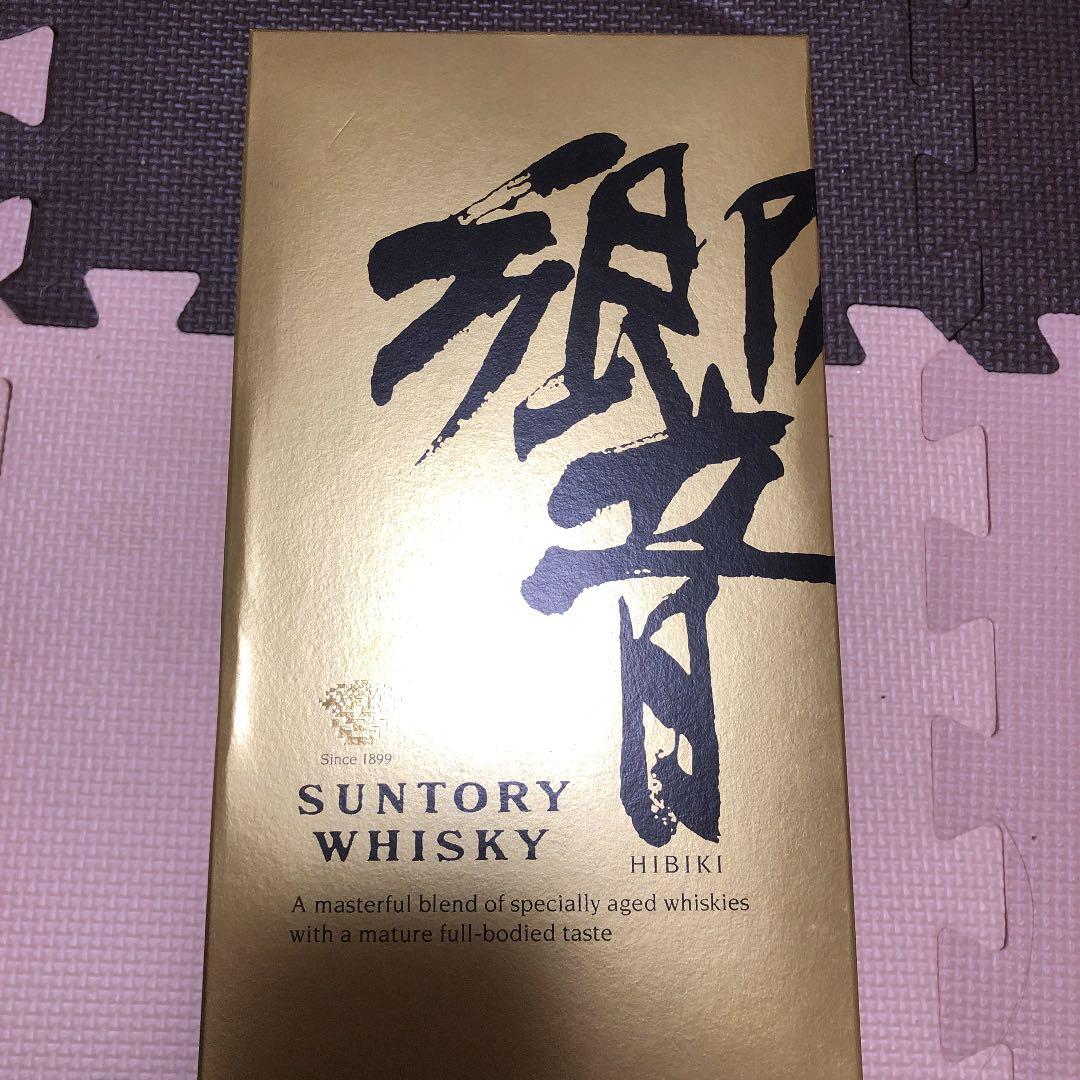 響
Since 1899
SUNTORY
WHISKY
HIBIKI
A masterful blend of specially aged whiskies
with a mature full-bodied taste